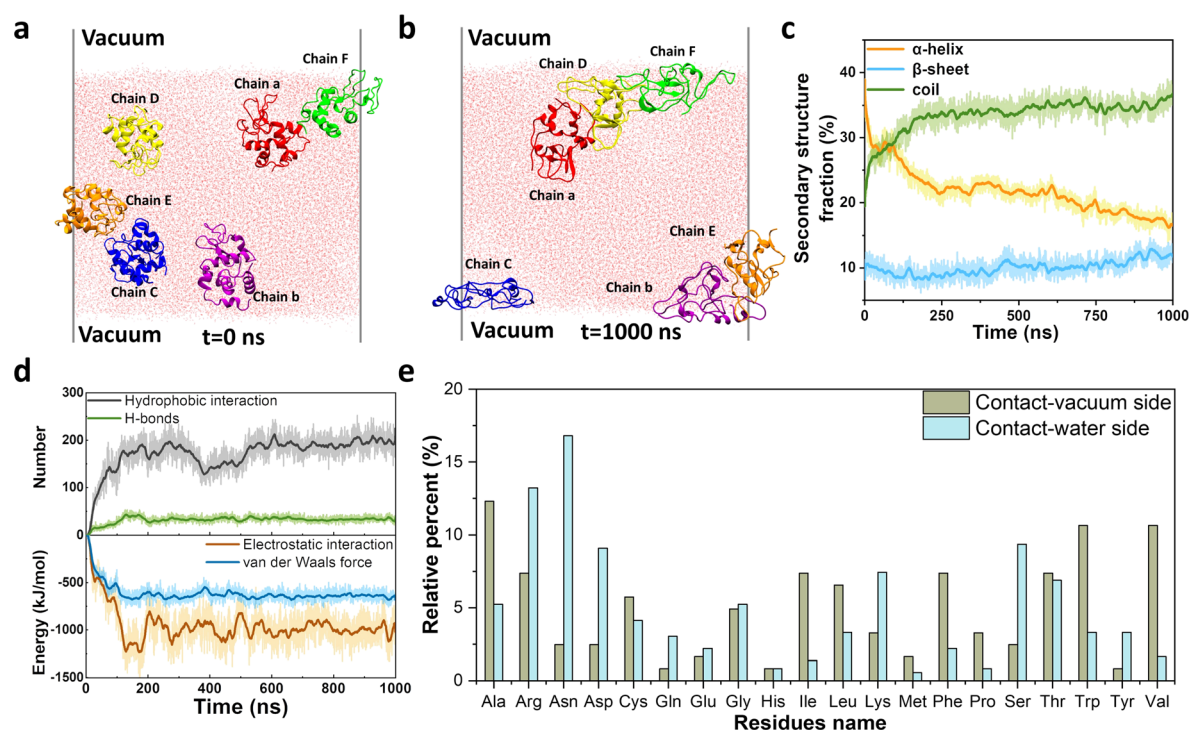 a
Vacuum
Chain F
Chain a
Chain D
Chain E
Chain C
Chain b
Vacuum
t=0 ns
b
Vacuum
Chain F
Chain D
Chain a
Chain E
Chain C
Chain b
Vacuum
t=1000 ns
c
α-helix
β-sheet
coil
Secondary structure
fraction (%)
40
30
20
10
0
250
500
750
1000
Time (ns)
d
Hydrophobic interaction
H-bonds
Number
300
200
100
0
Electrostatic interaction
van der Waals force
Energy (kJ/mol)
-500
-1000
-1500
0
200
400
600
800
1000
Time (ns)
e
Contact-vacuum side
Contact-water side
Relative percent (%)
20
15
10
5
0
Ala Arg Asn Asp Cys Gln Glu Gly His Ile Leu Lys Met Phe Pro Ser Thr Trp Tyr Val
Residues name